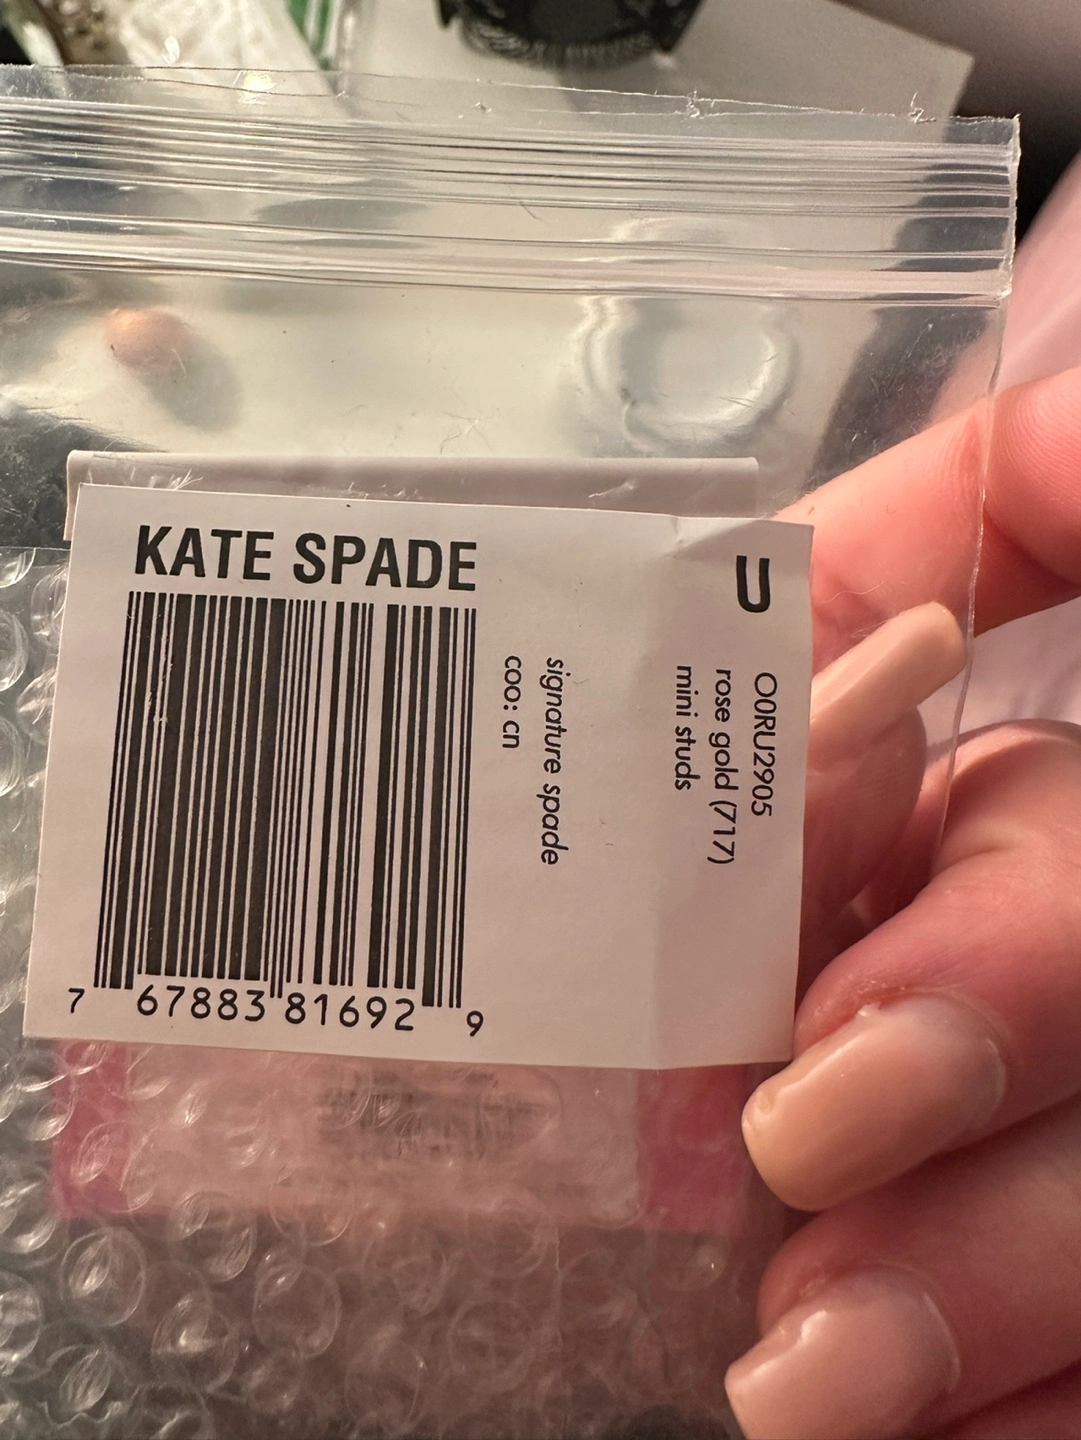 KATE SPADE
7 67883 81692 9
signature spade
coo: cn
U
O0RU2905
rose gold (717)
mini studs